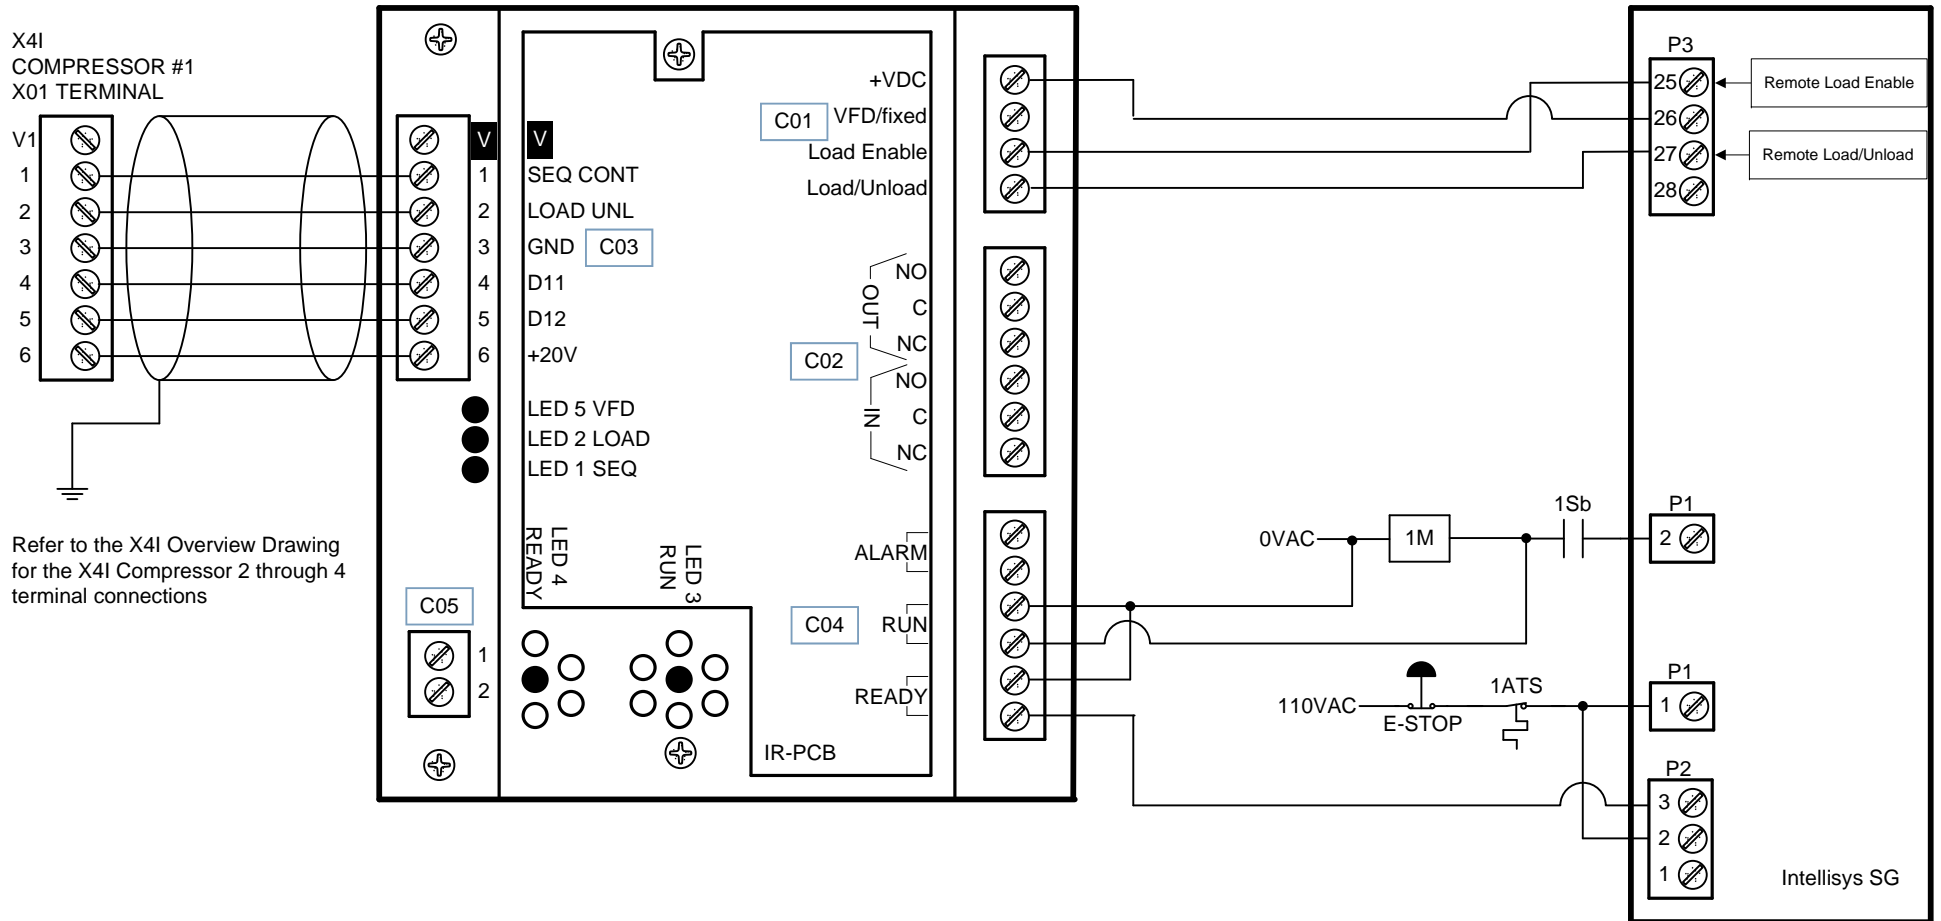 X4I
COMPRESSOR #1
X01 TERMINAL
V1
1
2
3
4
5
6
Refer to the X4I Overview Drawing
for the X4I Compressor 2 through 4
terminal connections
V
1
2
3
4
5
6
V
SEQ CONT
LOAD UNL
GND
C03
D11
D12
+20V
LED 5 VFD
LED 2 LOAD
LED 1 SEQ
LED 4
READY
LED 3
RUN
C05
1
2
+VDC
C01
VFD/fixed
Load Enable
Load/Unload
OUT
NO
C
NC
C02
IN
NO
C
NC
ALARM
C04
RUN
READY
IR-PCB
0VAC
1M
1Sb
110VAC
E-STOP
1ATS
P3
25
Remote Load Enable
26
27
Remote Load/Unload
28
P1
2
P1
1
P2
3
2
1
Intellisys SG